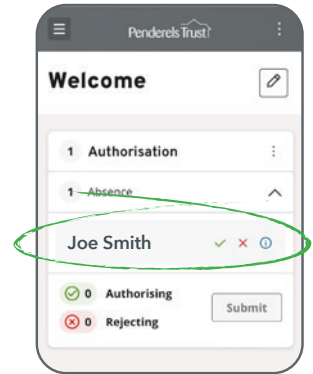 Penderels Trust
Welcome
1 Authorisation
1 Absence
Joe Smith
0 Authorising
0 Rejecting
Submit